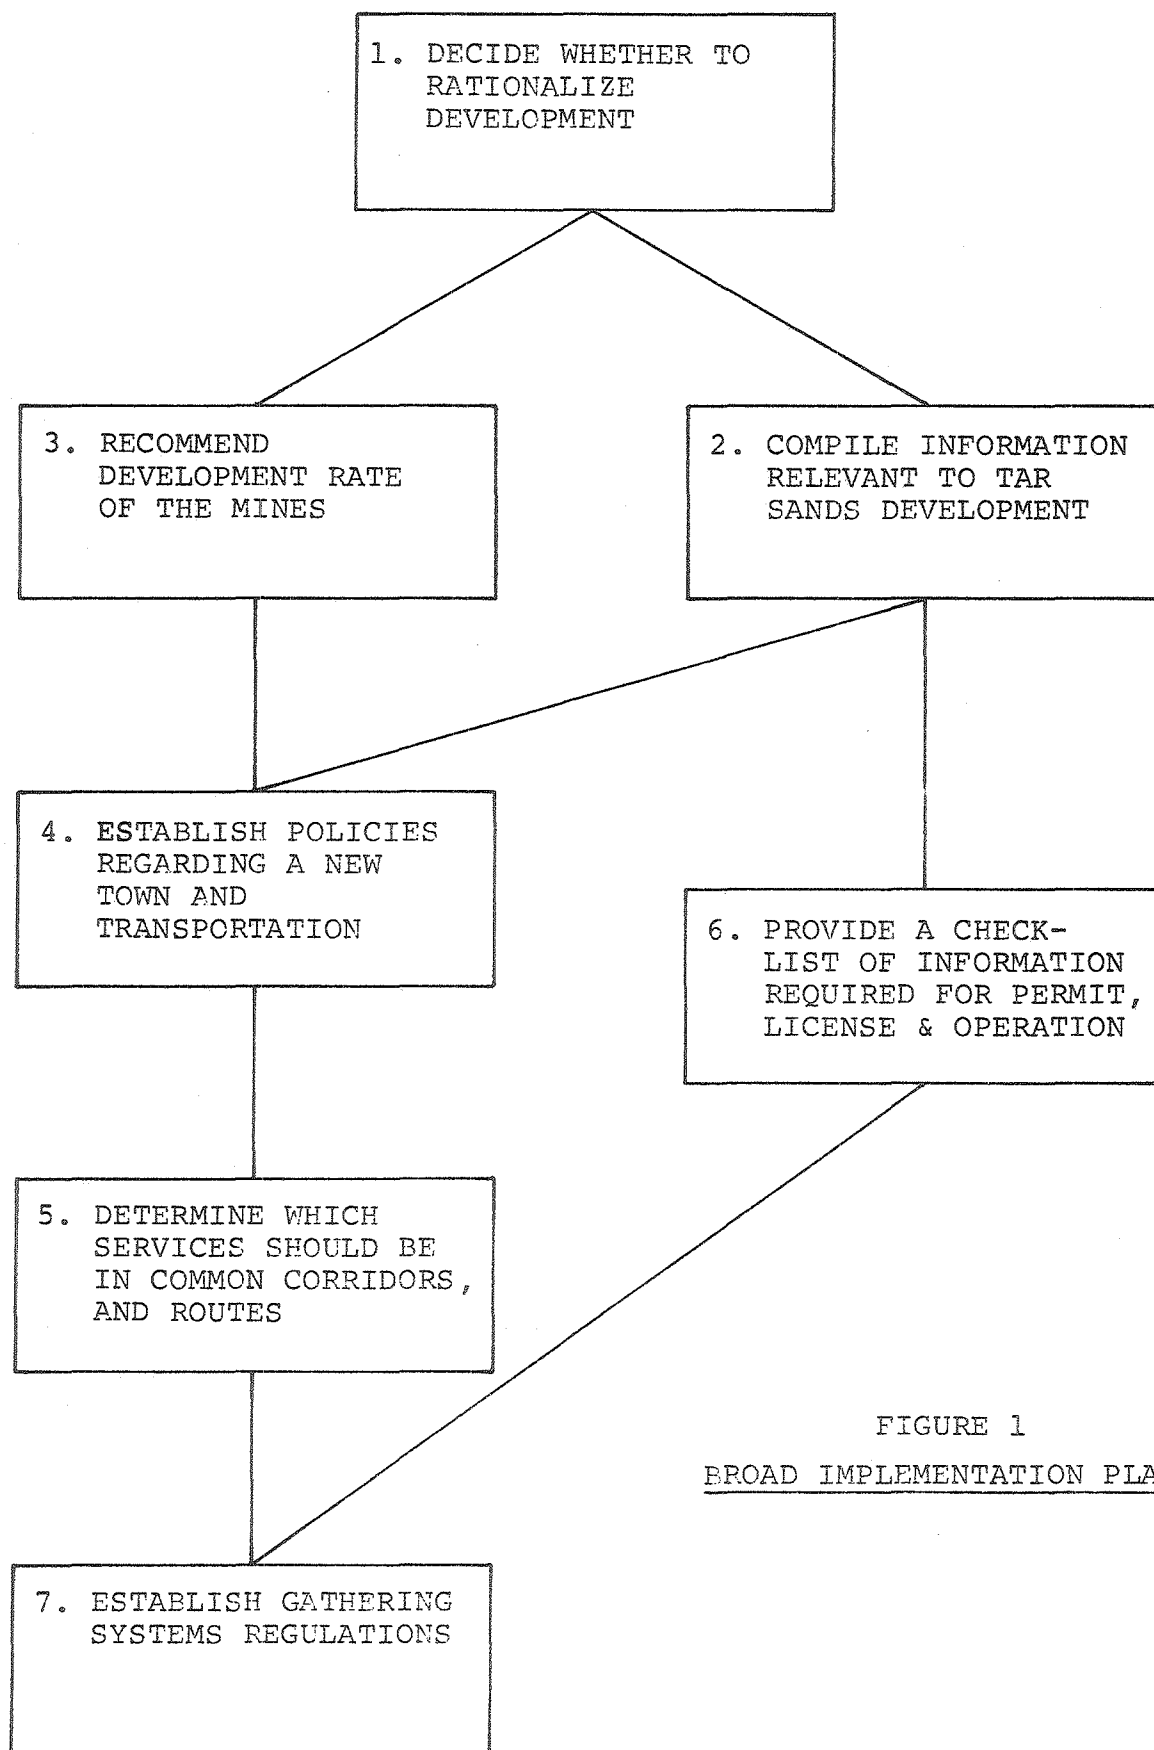 1. DECIDE WHETHER TO
RATIONALIZE
DEVELOPMENT
3. RECOMMEND
DEVELOPMENT RATE
OF THE MINES
2. COMPILE INFORMATION
RELEVANT TO TAR
SANDS DEVELOPMENT
4. ESTABLISH POLICIES
REGARDING A NEW
TOWN AND
TRANSPORTATION
6. PROVIDE A CHECK-
LIST OF INFORMATION
REQUIRED FOR PERMIT,
LICENSE & OPERATION
5. DETERMINE WHICH
SERVICES SHOULD BE
IN COMMON CORRIDORS,
AND ROUTES
FIGURE 1
BROAD IMPLEMENTATION PLA
7. ESTABLISH GATHERING
SYSTEMS REGULATIONS